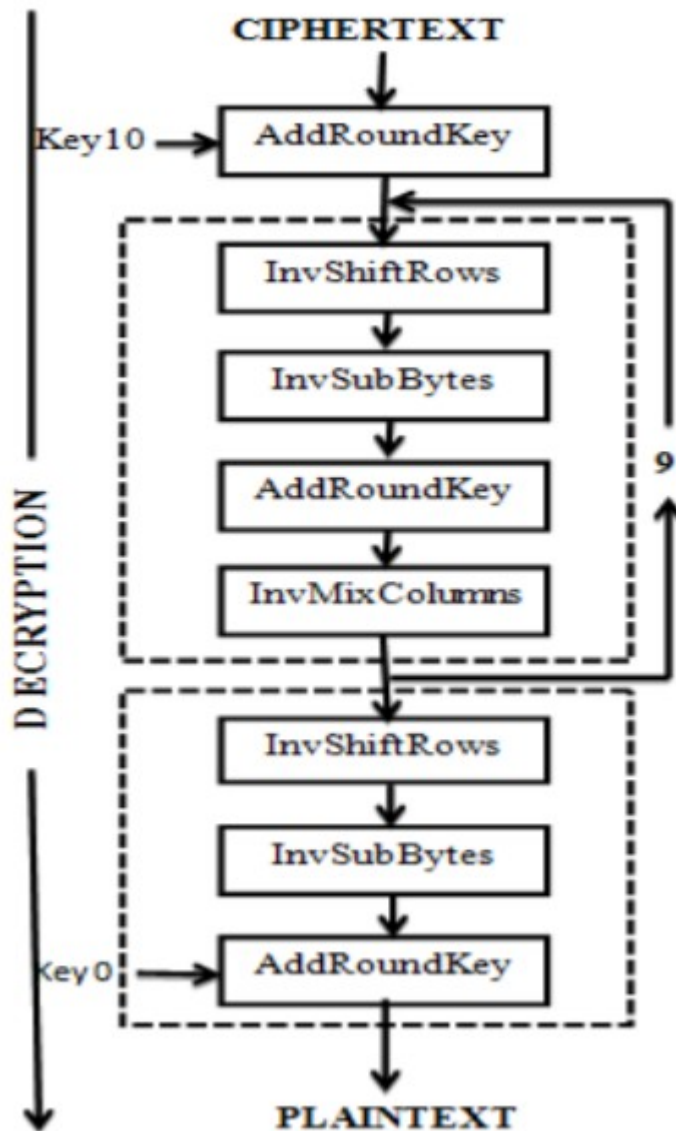 CIPHERTEXT
Key10
AddRoundKey
InvShiftRows
InvSubBytes
AddRoundKey
9
InvMixColumns
DECRYPTION
InvShiftRows
InvSubBytes
Key0
AddRoundKey
PLAINTEXT